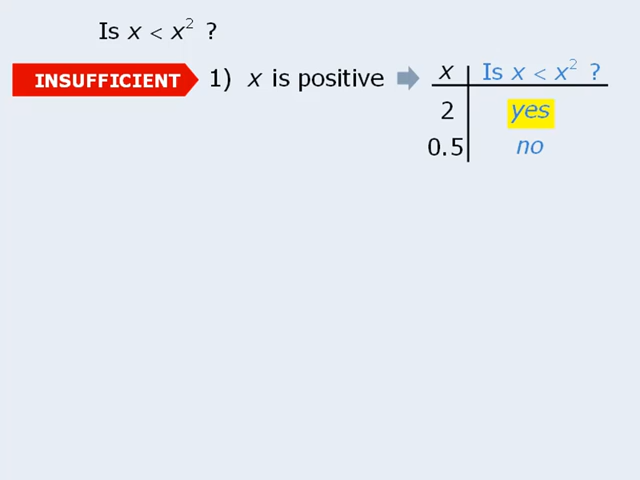 Is x < x² ?
INSUFFICIENT 1) x is positive
x Is x < x² ?
2 yes
0.5 no